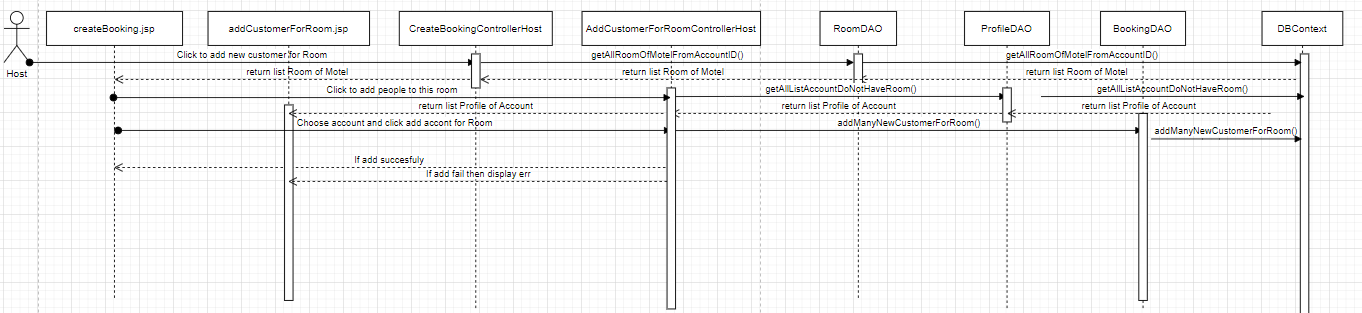 createBooking.jsp
addCustomerForRoom.jsp
CreateBookingControllerHost
AddCustomerForRoomControllerHost
RoomDAO
ProfileDAO
BookingDAO
DBContext
Host
Click to add new customer for Room
getAllRoomOfMotelFromAccountID()
getAllRoomOfMotelFromAccountID()
return list Room of Motel
return list Room of Motel
return list Room of Motel
Click to add people to this room
getAllListAccountDoNotHaveRoom()
getAllListAccountDoNotHaveRoom()
return list Profile of Account
return list Profile of Account
return list Profile of Account
Choose account and click add accont for Room
addManyNewCustomerForRoom()
addManyNewCustomerForRoom()
If add succesfuly
If add fail then display err